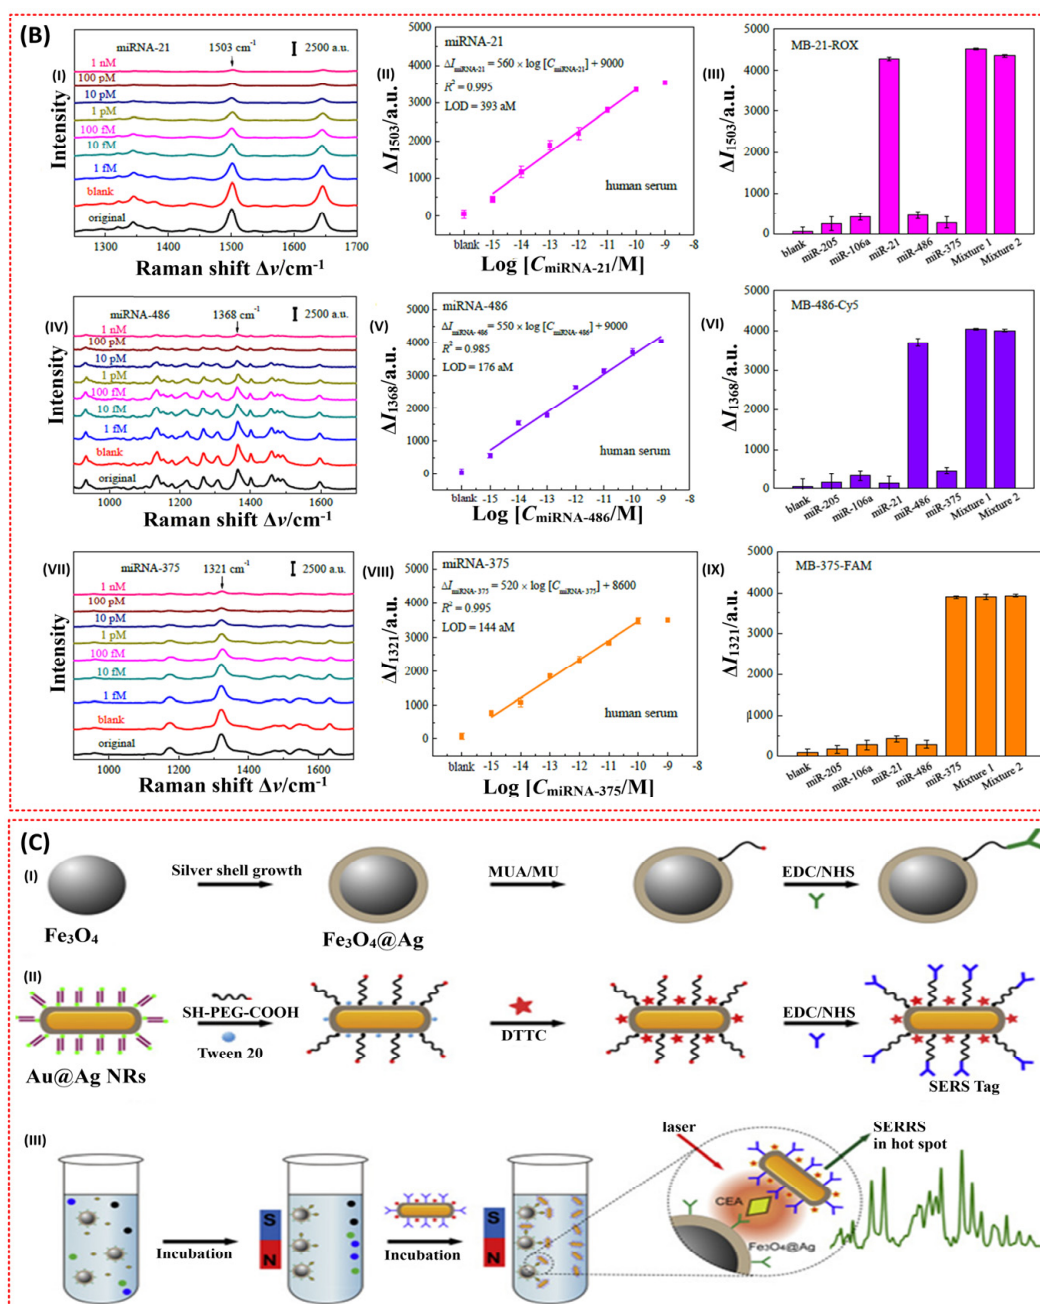 (B)
(I)
miRNA-21
1503 cm⁻¹
2500 a.u.
1 nM
100 pM
10 pM
1 pM
100 fM
10 fM
1 fM
blank
original
Intensity
1300 1400 1500 1600 1700
Raman shift Δν/cm⁻¹
(II)
miRNA-21
ΔI miRNA-21 = 560 × log [C miRNA-21] + 9000
R² = 0.995
LOD = 393 aM
human serum
ΔI1503/a.u.
5000
4000
3000
2000
1000
0
blank -15 -14 -13 -12 -11 -10 -9 -8
Log [CmiRNA-21/M]
(III)
MB-21-ROX
ΔI1503/a.u.
5000
4000
3000
2000
1000
0
blank miR-205 miR-106a miR-21 miR-486 miR-375 Mixture 1 Mixture 2
(IV)
miRNA-486
1368 cm⁻¹
2500 a.u.
1 nM
100 pM
10 pM
1 pM
100 fM
10 fM
1 fM
blank
original
Intensity
1000 1200 1400 1600
Raman shift Δν/cm⁻¹
(V)
miRNA-486
ΔI miRNA-486 = 550 × log [C miRNA-486] + 9000
R² = 0.985
LOD = 176 aM
human serum
ΔI1368/a.u.
5000
4000
3000
2000
1000
0
blank -15 -14 -13 -12 -11 -10 -9 -8
Log [CmiRNA-486/M]
(VI)
MB-486-Cy5
ΔI1368/a.u.
5000
4000
3000
2000
1000
0
blank miR-205 miR-106a miR-21 miR-486 miR-375 Mixture 1 Mixture 2
(VII)
miRNA-375
1321 cm⁻¹
2500 a.u.
1 nM
100 pM
10 pM
1 pM
100 fM
10 fM
1 fM
blank
original
Intensity
1000 1200 1400 1600
Raman shift Δν/cm⁻¹
(VIII)
miRNA-375
ΔI miRNA-375 = 520 × log [C miRNA-375] + 8600
R² = 0.995
LOD = 144 aM
human serum
ΔI1321/a.u.
5000
4000
3000
2000
1000
0
blank -15 -14 -13 -12 -11 -10 -9 -8
Log [CmiRNA-375/M]
(IX)
MB-375-FAM
ΔI1321/a.u.
5000
4000
3000
2000
1000
0
blank miR-205 miR-106a miR-21 miR-486 miR-375 Mixture 1 Mixture 2
(C)
(I)
Silver shell growth
MUA/MU
EDC/NHS
Fe₃O₄
Fe₃O₄@Ag
(II)
SH-PEG-COOH
Tween 20
DTTC
EDC/NHS
Au@Ag NRs
SERS Tag
(III)
Incubation
S
N
Incubation
S
N
laser
SERRS
in hot spot
CEA
Fe₃O₄@Ag